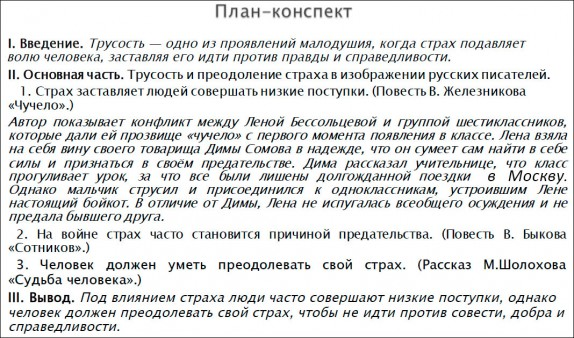 План-конспект
I. Введение. Трусость — одно из проявлений малодушия, когда страх подавляет
волю человека, заставляя его идти против правды и справедливости.
II. Основная часть. Трусость и преодоление страха в изображении русских писателей.
1. Страх заставляет людей совершать низкие поступки. (Повесть В. Железникова
«Чучело».)
Автор показывает конфликт между Леной Бессольцевой и группой шестиклассников,
которые дали ей прозвище «чучело» с первого момента появления в классе. Лена взяла
на себя вину своего товарища Димы Сомова в надежде, что он сумеет сам найти в себе
силы и признаться в своём предательстве. Дима рассказал учительнице, что класс
прогуливает урок, за что все были лишены долгожданной поездки в Москву.
Однако мальчик струсил и присоединился к одноклассникам, устроившим Лене
настоящий бойкот. В отличие от Димы, Лена не испугалась всеобщего осуждения и не
предала бывшего друга.
2. На войне страх часто становится причиной предательства. (Повесть В. Быкова
«Сотников».)
3. Человек должен уметь преодолевать свой страх. (Рассказ М.Шолохова
«Судьба человека».)
III. Вывод. Под влиянием страха люди часто совершают низкие поступки, однако
человек должен преодолевать свой страх, чтобы не идти против совести, добра и
справедливости.